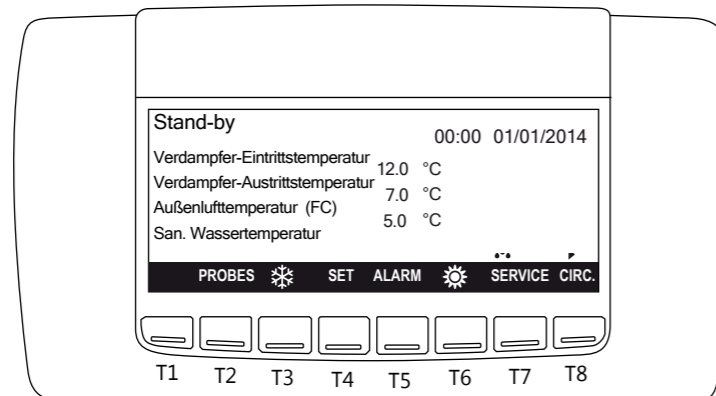 Stand-by
00:00 01/01/2014
Verdampfer-Eintrittstemperatur 12.0 °C
Verdampfer-Austrittstemperatur 7.0 °C
Außenlufttemperatur (FC) 5.0 °C
San. Wassertemperatur
PROBES SET ALARM SERVICE CIRC.
T1 T2 T3 T4 T5 T6 T7 T8